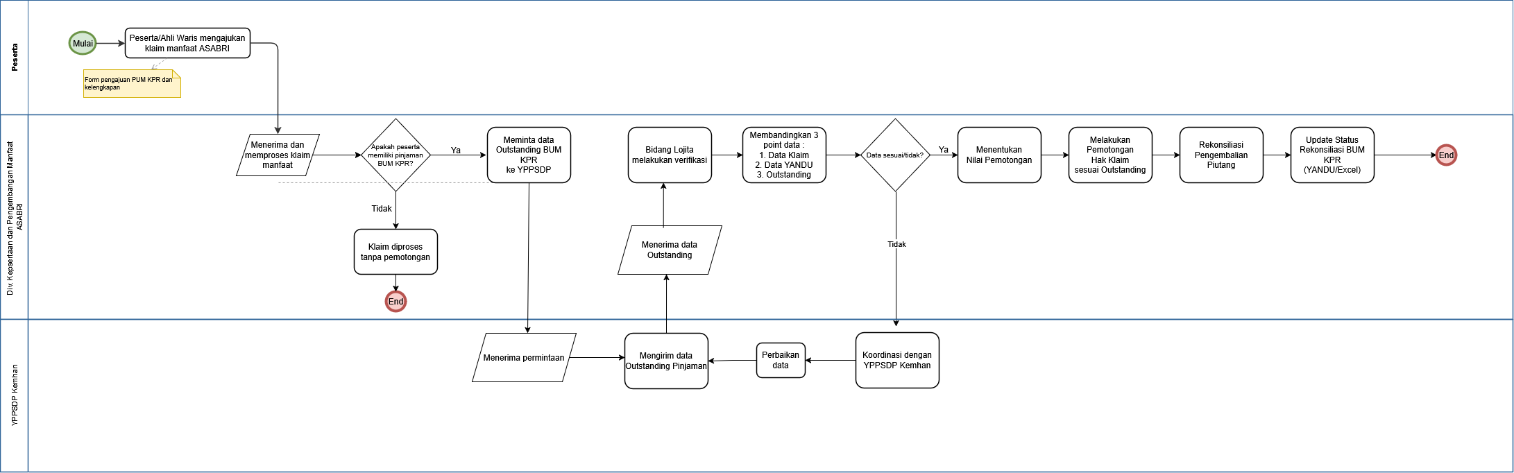 Peserta
Mulai
Peserta/Ahli Waris mengajukan
klaim manfaat ASABRI
Form pengajuan PUM KPR dan
kelengkapan
Div. Kepsertaan dan Pengembangan Manfaat
ASABRI
Menerima dan
memproses klaim
manfaat
Apakah peserta
memiliki pinjaman
BUM KPR?
Ya
Tidak
Klaim diproses
tanpa pemotongan
End
Meminta data
Outstanding BUM
KPR
ke YPPSDP
Bidang Lojita
melakukan verifikasi
Menerima data
Outstanding
Membandingkan 3
point data :
1. Data Klaim
2. Data YANDU
3. Outstanding
Data sesuai/tidak?
Ya
Tidak
Menentukan
Nilai Pemotongan
Melakukan
Pemotongan
Hak Klaim
sesuai Outstanding
Rekonsiliasi
Pengembalian
Piutang
Update Status
Rekonsiliasi BUM
KPR
(YANDU/Excel)
End
YPPSDP Kemhan
Menerima permintaan
Mengirim data
Outstanding Pinjaman
Perbaikan
data
Koordinasi dengan
YPPSDP Kemhan